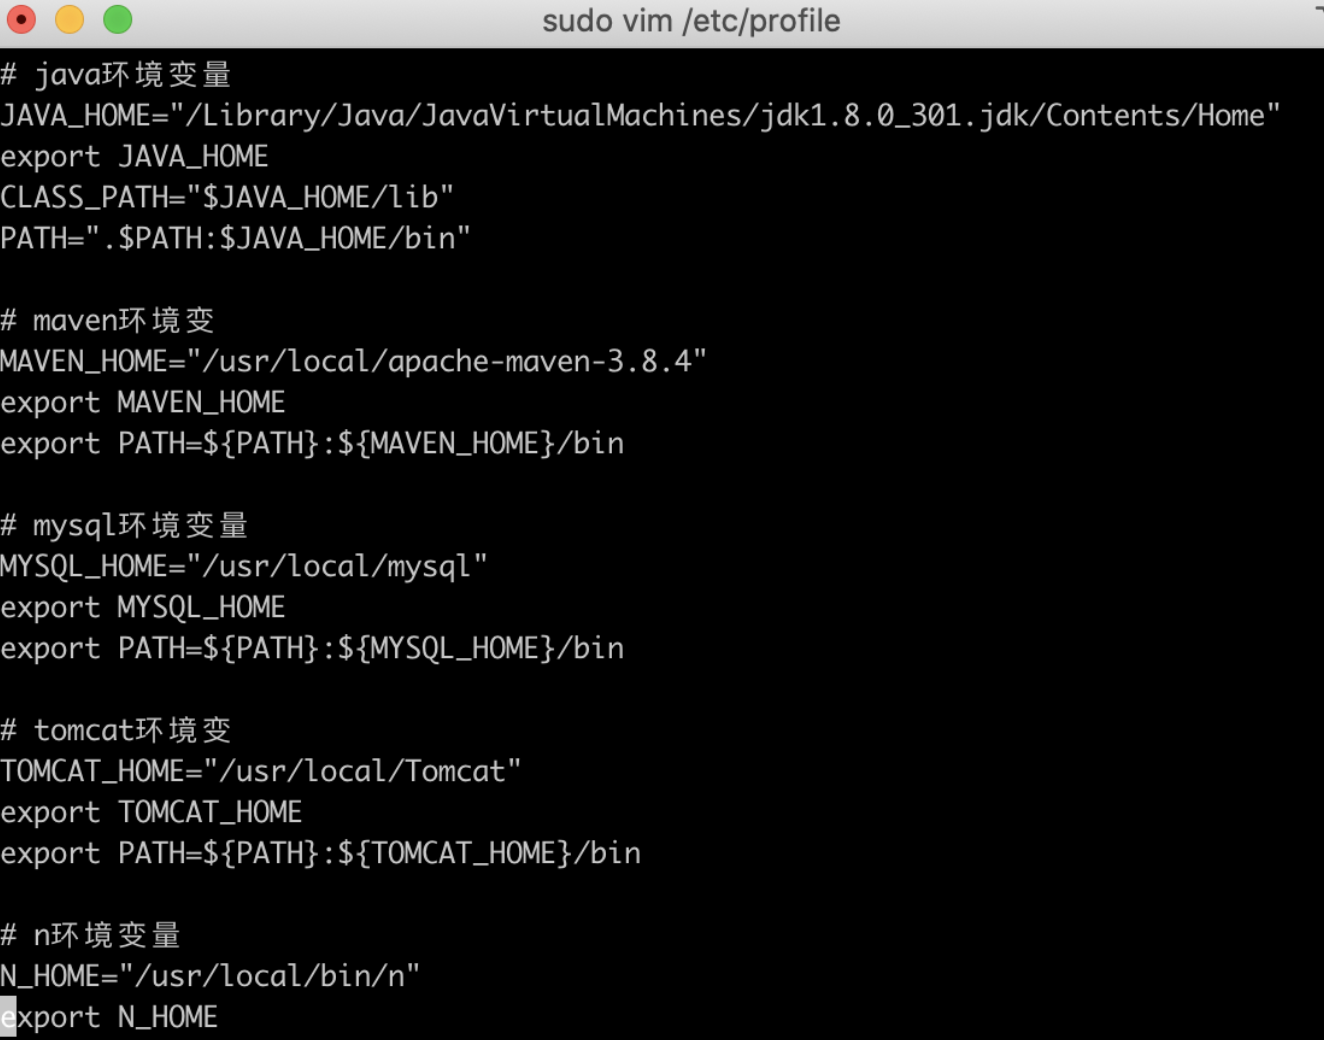 sudo vim /etc/profile
# java环境变量
JAVA_HOME="/Library/Java/JavaVirtualMachines/jdk1.8.0_301.jdk/Contents/Home"
export JAVA_HOME
CLASS_PATH="$JAVA_HOME/lib"
PATH=".$PATH:$JAVA_HOME/bin"
# maven环境变
MAVEN_HOME="/usr/local/apache-maven-3.8.4"
export MAVEN_HOME
export PATH=${PATH}:${MAVEN_HOME}/bin
# mysql环境变量
MYSQL_HOME="/usr/local/mysql"
export MYSQL_HOME
export PATH=${PATH}:${MYSQL_HOME}/bin
# tomcat环境变
TOMCAT_HOME="/usr/local/Tomcat"
export TOMCAT_HOME
export PATH=${PATH}:${TOMCAT_HOME}/bin
# n环境变量
N_HOME="/usr/local/bin/n"
export N_HOME